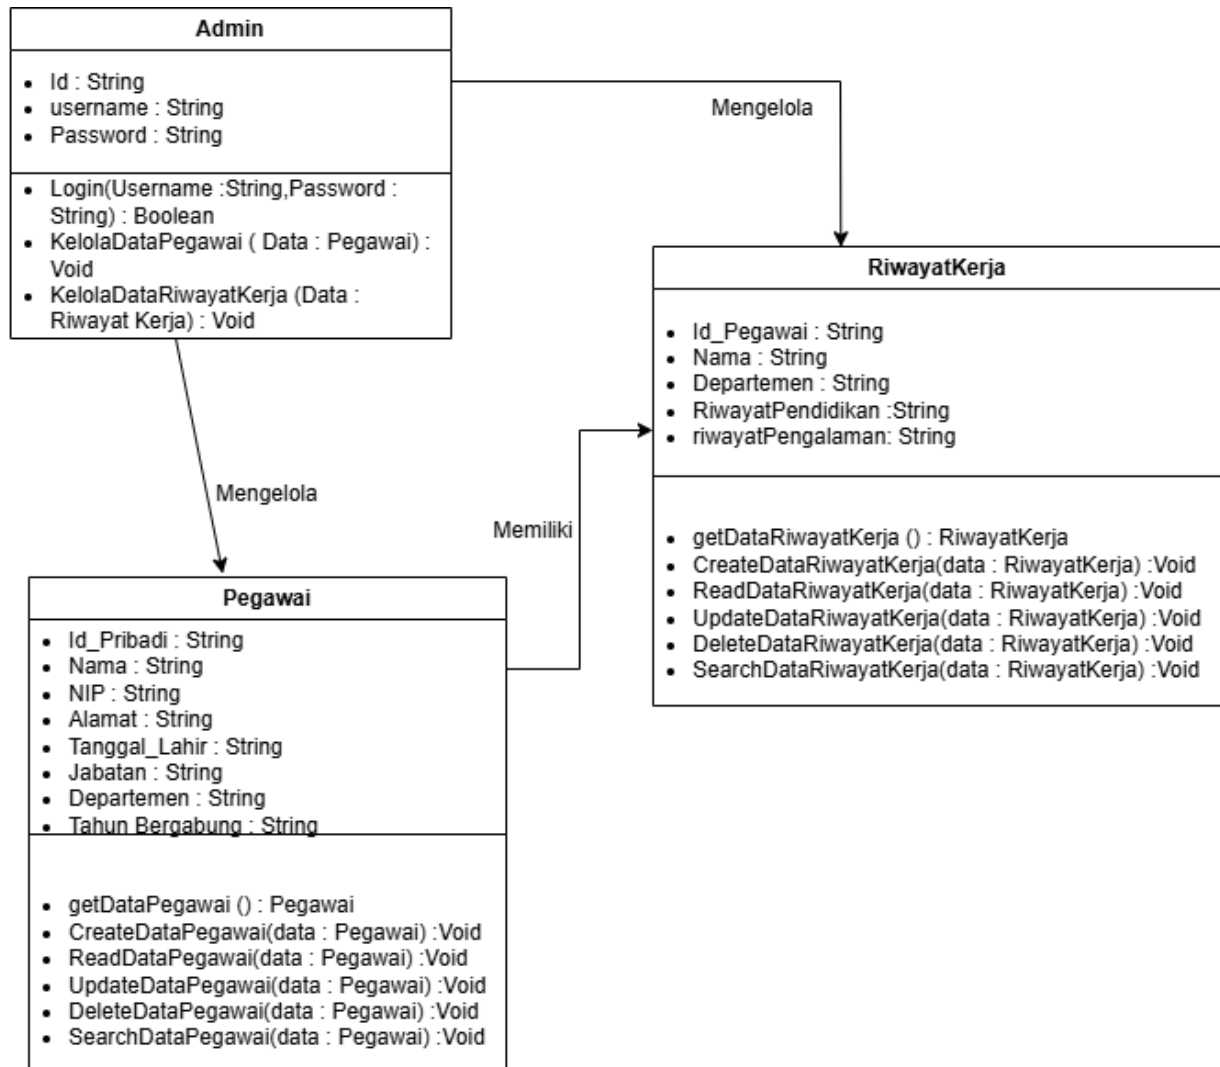 Admin
Id : String
username : String
Password : String
Login(Username :String,Password :
String) : Boolean
KelolaDataPegawai ( Data : Pegawai) :
Void
KelolaDataRiwayatKerja (Data :
Riwayat Kerja) : Void
Mengelola
RiwayatKerja
Id_Pegawai : String
Nama : String
Departemen : String
RiwayatPendidikan :String
riwayatPengalaman: String
getDataRiwayatKerja () : RiwayatKerja
CreateDataRiwayatKerja(data : RiwayatKerja) :Void
ReadDataRiwayatKerja(data : RiwayatKerja) :Void
UpdateDataRiwayatKerja(data : RiwayatKerja) :Void
DeleteDataRiwayatKerja(data : RiwayatKerja) :Void
SearchDataRiwayatKerja(data : RiwayatKerja) :Void
Mengelola
Memiliki
Pegawai
Id_Pribadi : String
Nama : String
NIP : String
Alamat : String
Tanggal_Lahir : String
Jabatan : String
Departemen : String
Tahun Bergabung : String
getDataPegawai () : Pegawai
CreateDataPegawai(data : Pegawai) :Void
ReadDataPegawai(data : Pegawai) :Void
UpdateDataPegawai(data : Pegawai) :Void
DeleteDataPegawai(data : Pegawai) :Void
SearchDataPegawai(data : Pegawai) :Void